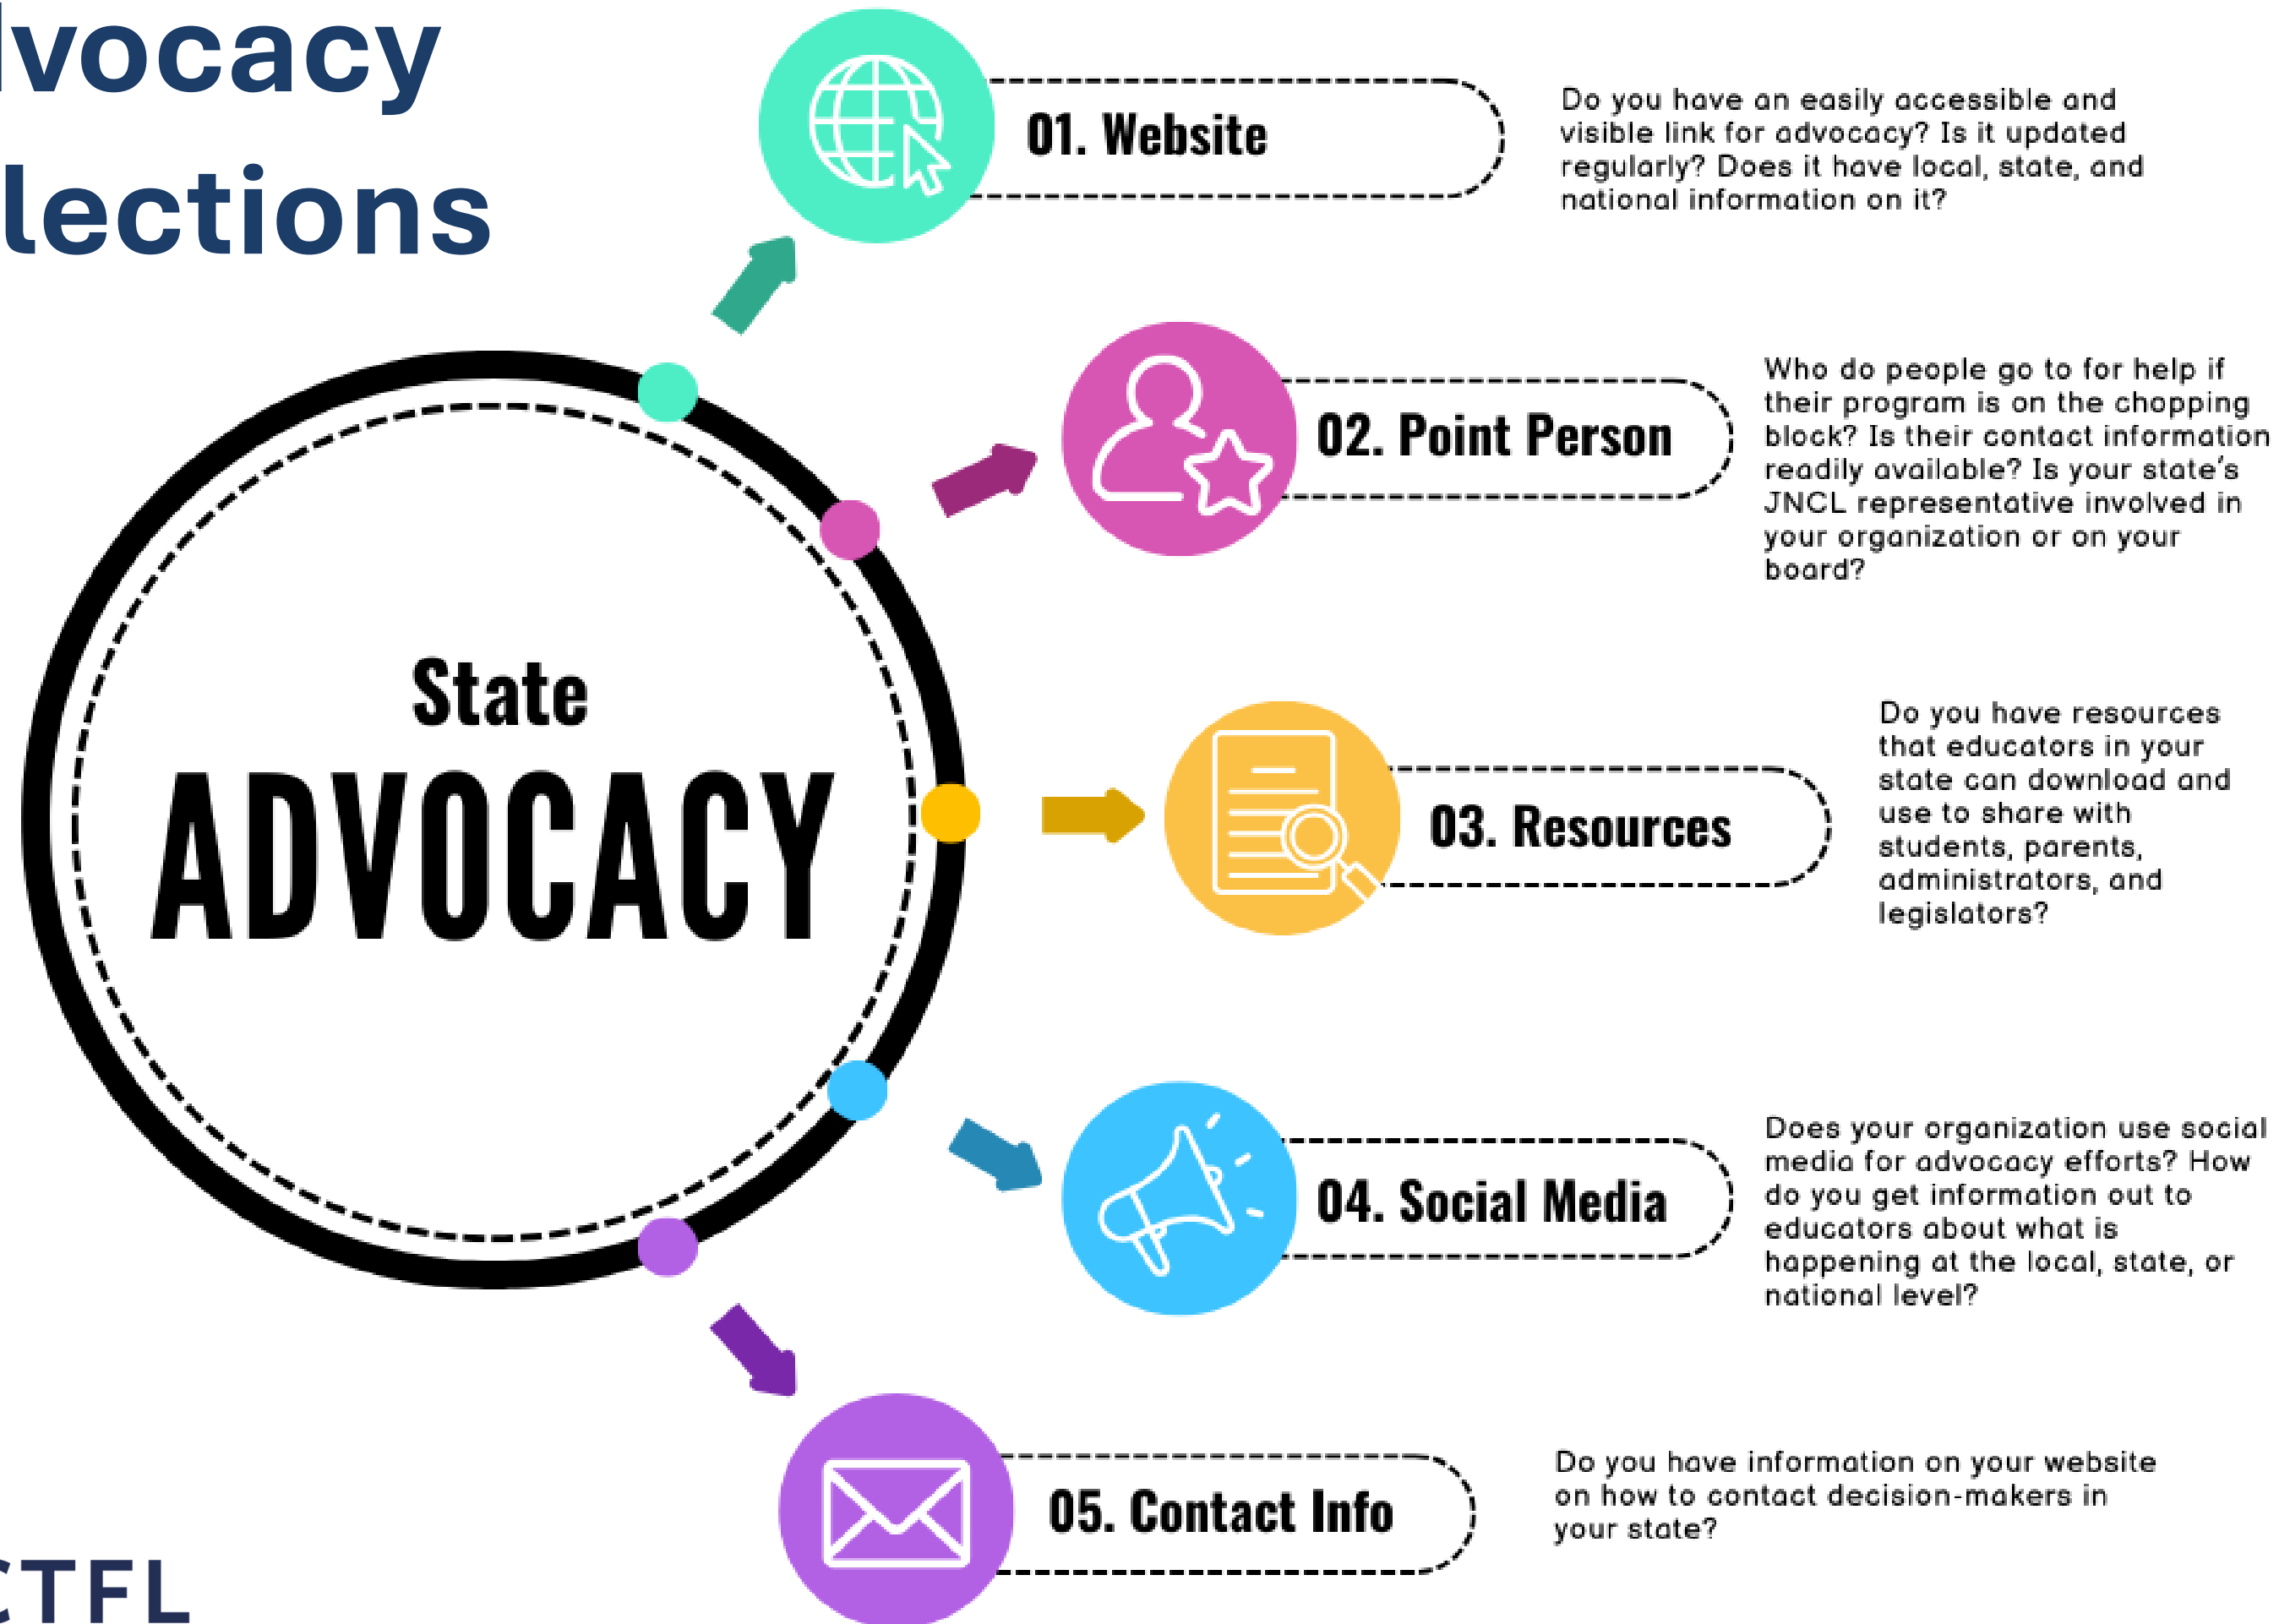 dvocacy
lections
01. Website
Do you have an easily accessible and
visible link for advocacy? Is it updated
regularly? Does it have local, state, and
national information on it?
02. Point Person
Who do people go to for help if
their program is on the chopping
block? Is their contact information
readily available? Is your state's
JNCL representative involved in
your organization or on your
board?
State
ADVOCACY
03. Resources
Do you have resources
that educators in your
state can download and
use to share with
students, parents,
administrators, and
legislators?
04. Social Media
Does your organization use social
media for advocacy efforts? How
do you get information out to
educators about what is
happening at the local, state, or
national level?
05. Contact Info
Do you have information on your website
on how to contact decision-makers in
your state?
CTFL